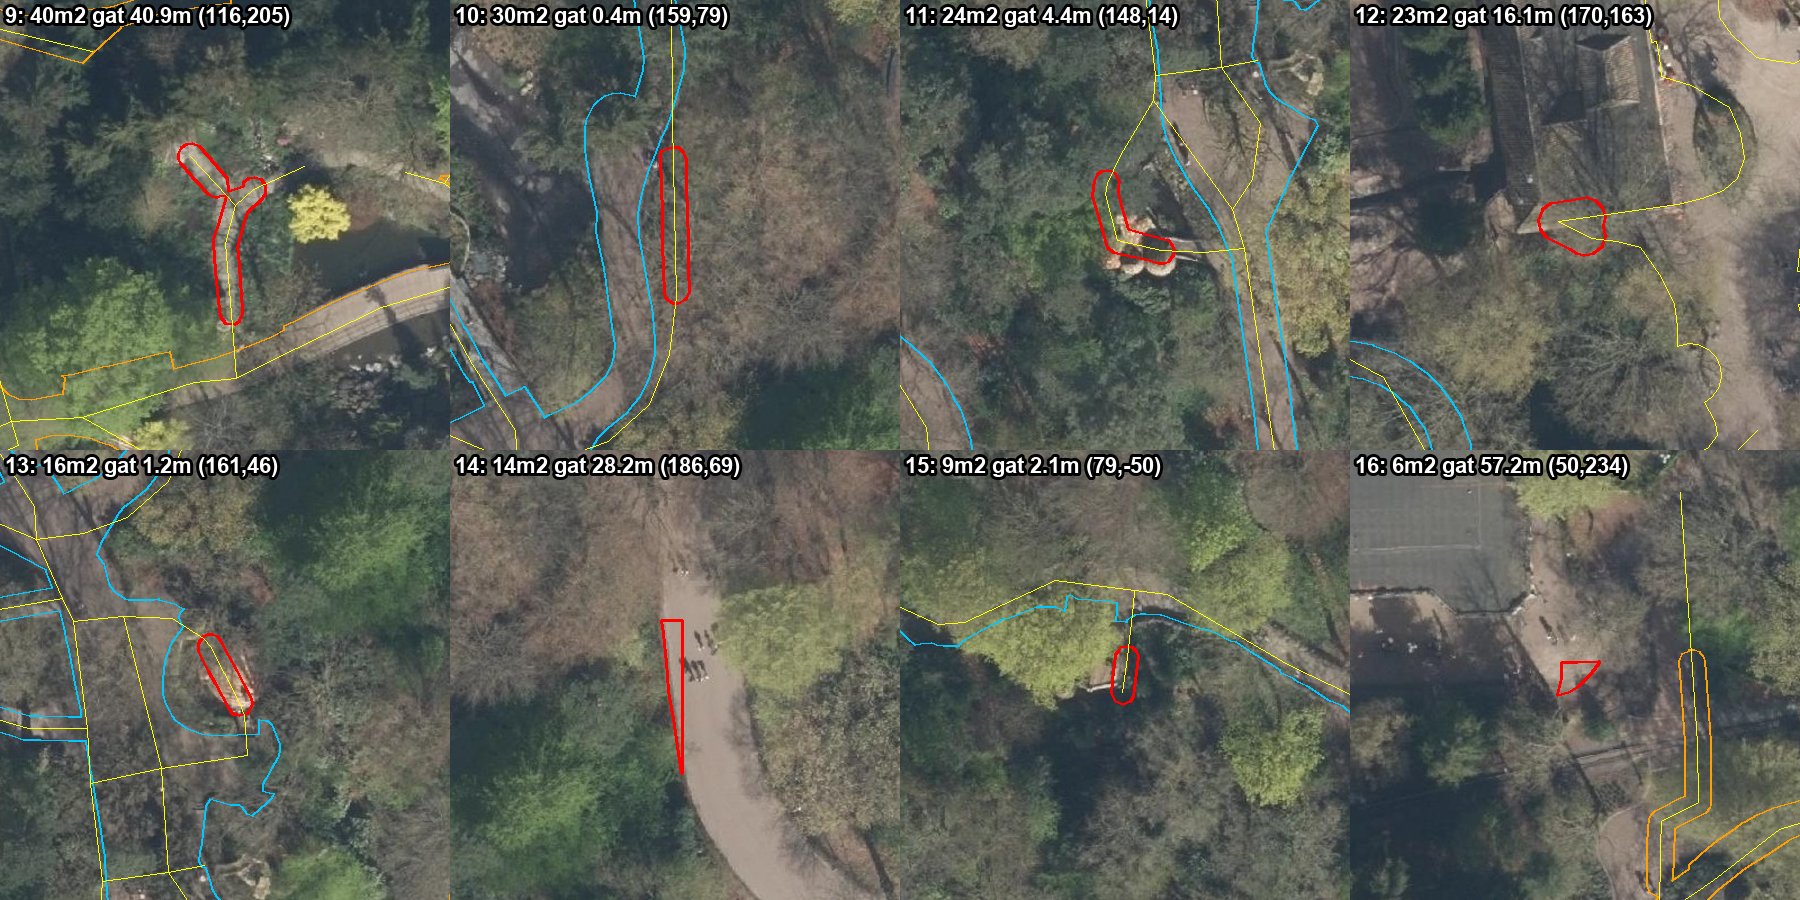 9: 40m2 gat 40.9m (116,205)
10: 30m2 gat 0.4m (159,79)
11: 24m2 gat 4.4m (148,14)
12: 23m2 gat 16.1m (170,163)
13: 16m2 gat 1.2m (161,46)
14: 14m2 gat 28.2m (186,69)
15: 9m2 gat 2.1m (79,-50)
16: 6m2 gat 57.2m (50,234)